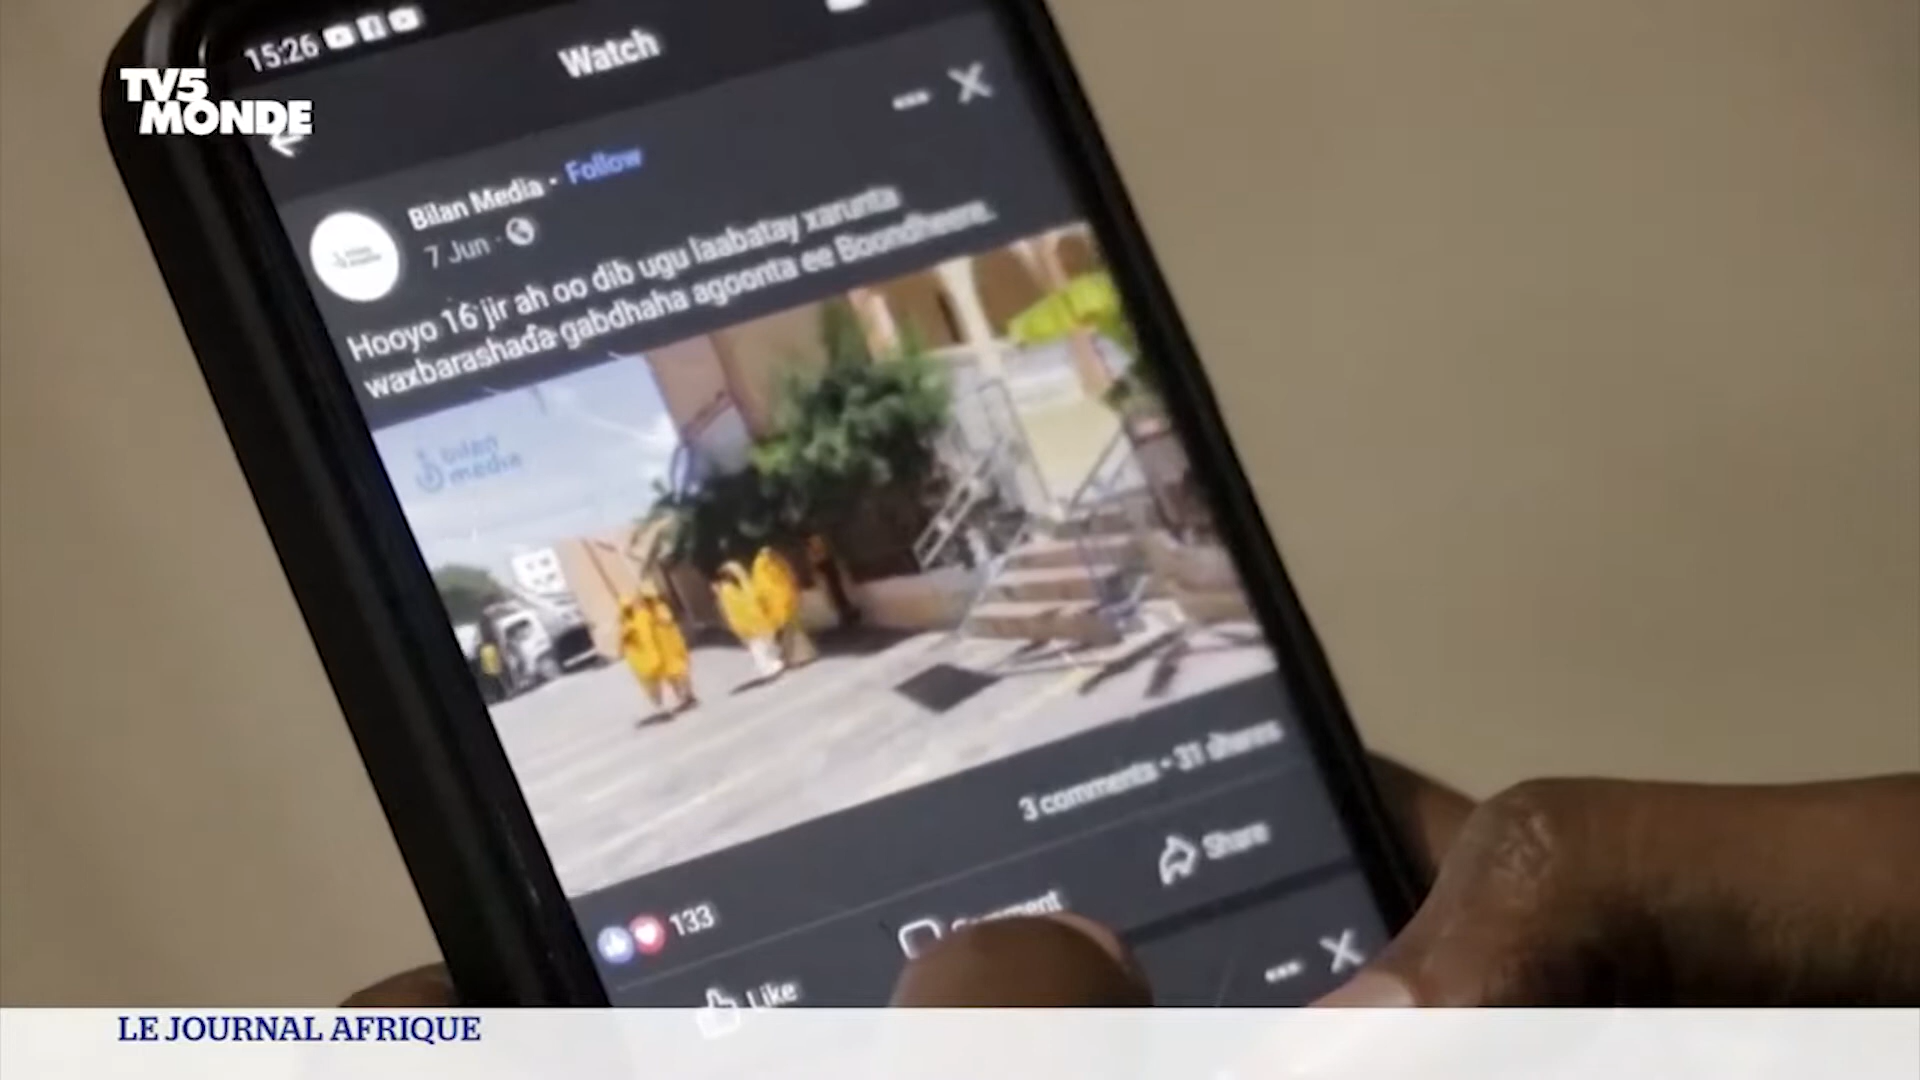 15:26
Watch
TV5
MONDE
Bilan Media · Follow
7 Jun ·
Hooyo 16 jir ah oo dib ugu laabatay xarunta
waxbarashada gabdhaha agoonta ee Boondheere.
bilan
media
3 comments · 31 shares
133
Like
Comment
Share
LE JOURNAL AFRIQUE